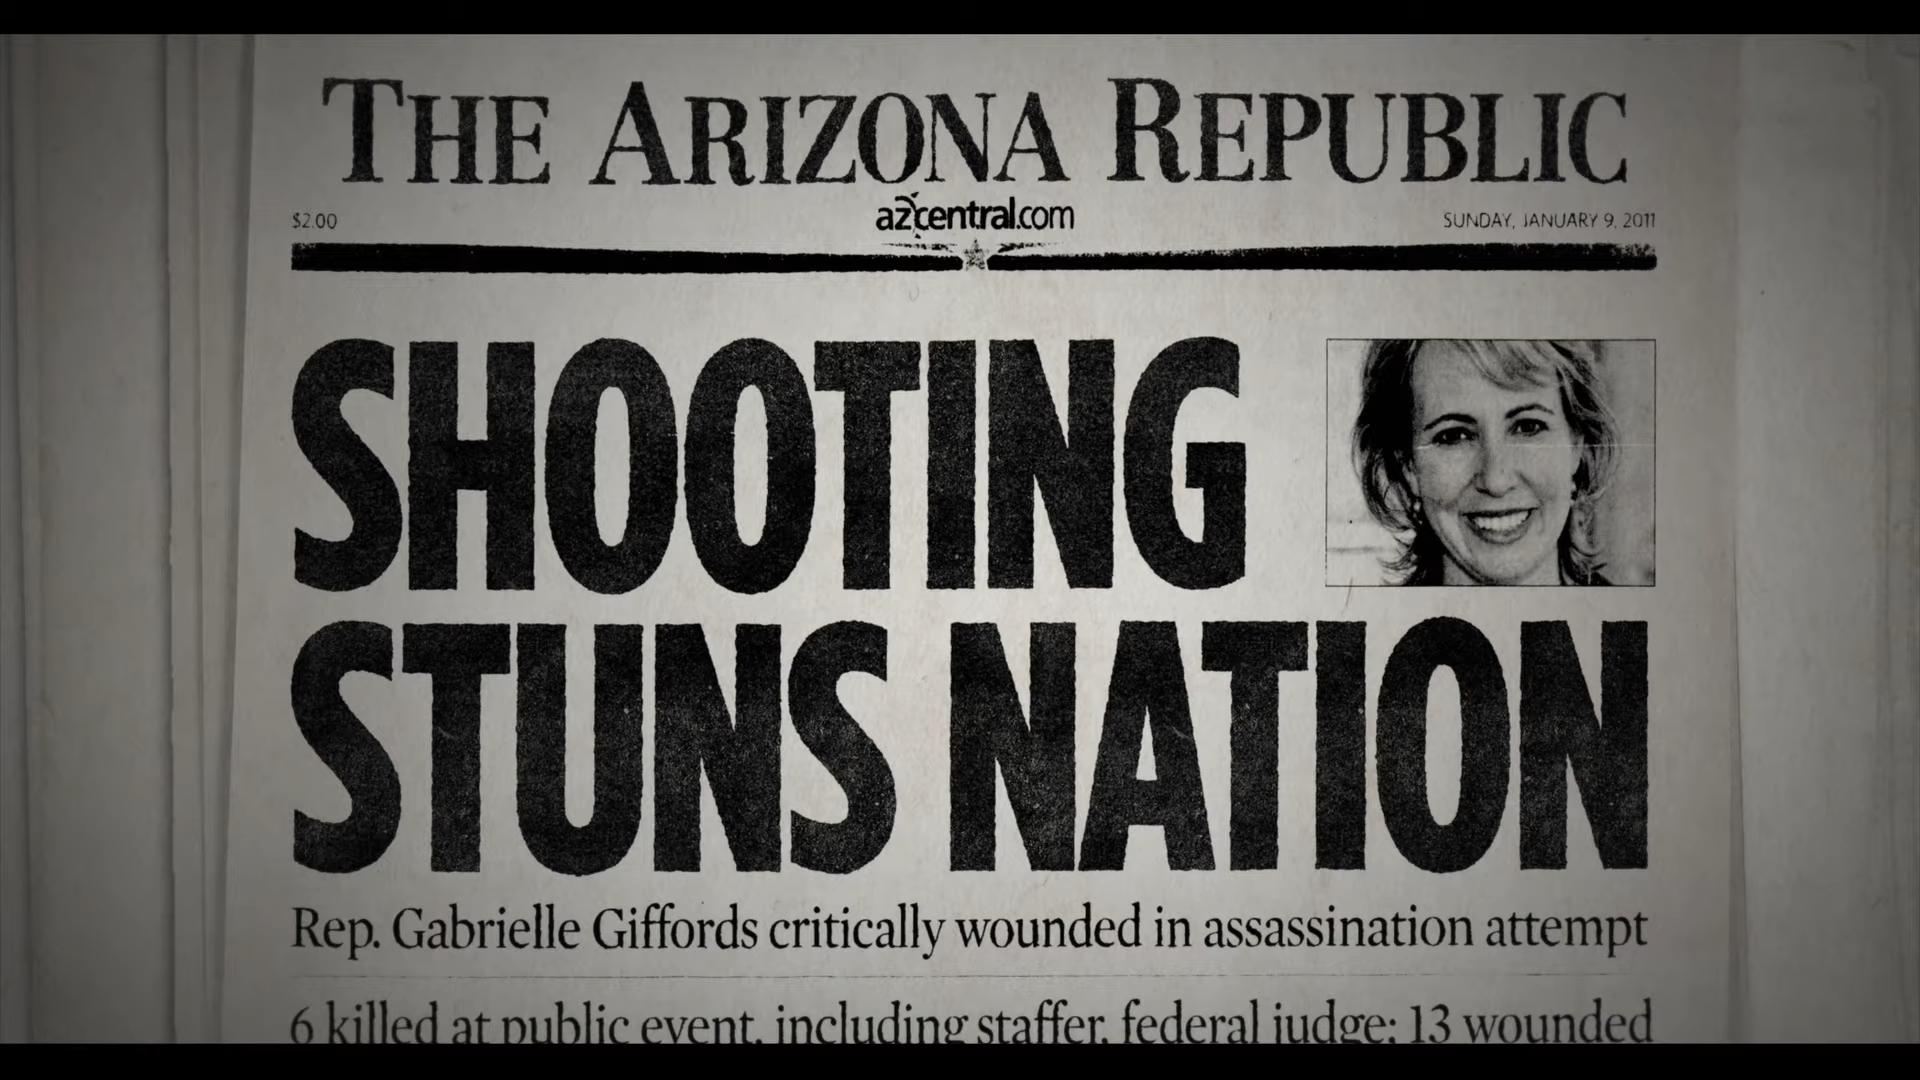 THE ARIZONA REPUBLIC
$2.00
azcentral.com
SUNDAY, JANUARY 9, 2011
SHOOTING
STUNS NATION
Rep. Gabrielle Giffords critically wounded in assassination attempt
6 killed at public event, including staffer, federal judge; 13 wounded